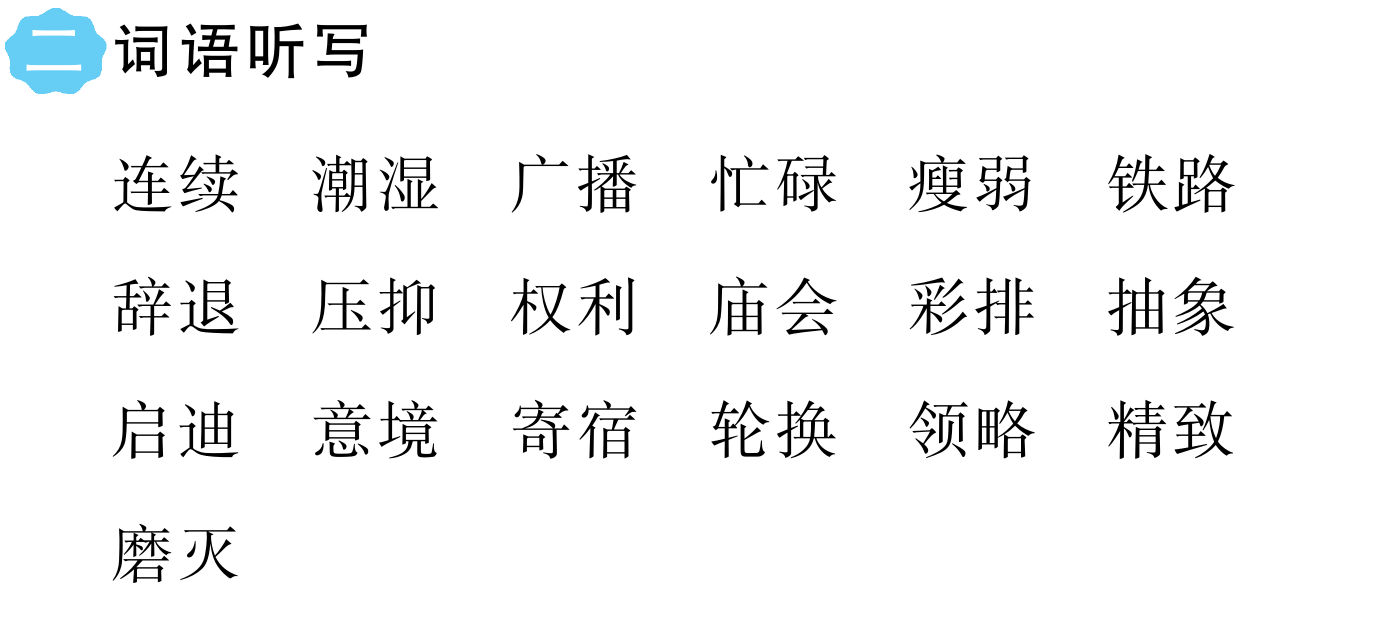 二 词语听写
连续 潮湿 广播 忙碌 瘦弱 铁路
辞退 压抑 权利 庙会 彩排 抽象
启迪 意境 寄宿 轮换 领略 精致
磨灭